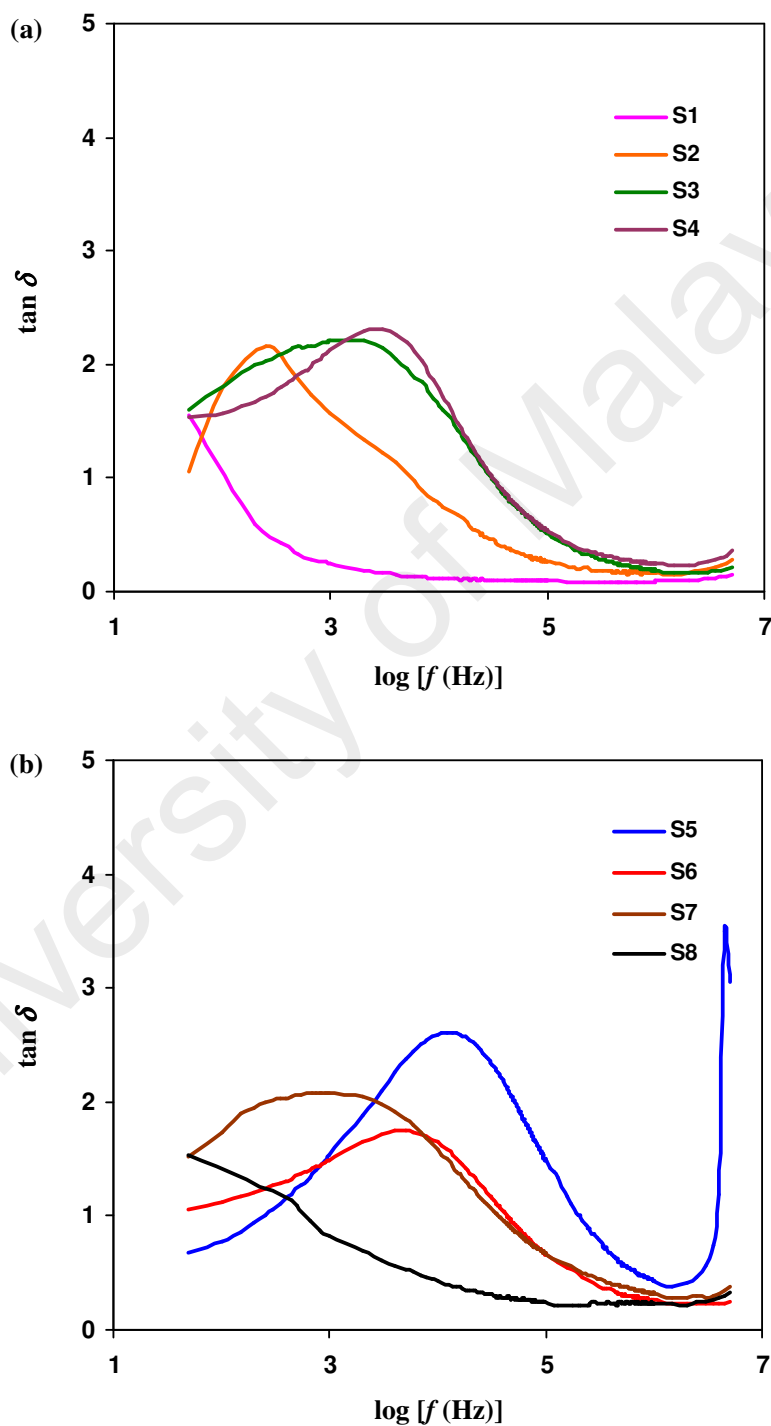 (a)
5
4
3
2
1
0
tan δ
S1
S2
S3
S4
1 3 5 7
log [f (Hz)]
(b)
5
4
3
2
1
0
tan δ
S5
S6
S7
S8
1 3 5 7
log [f (Hz)]
University of Malay